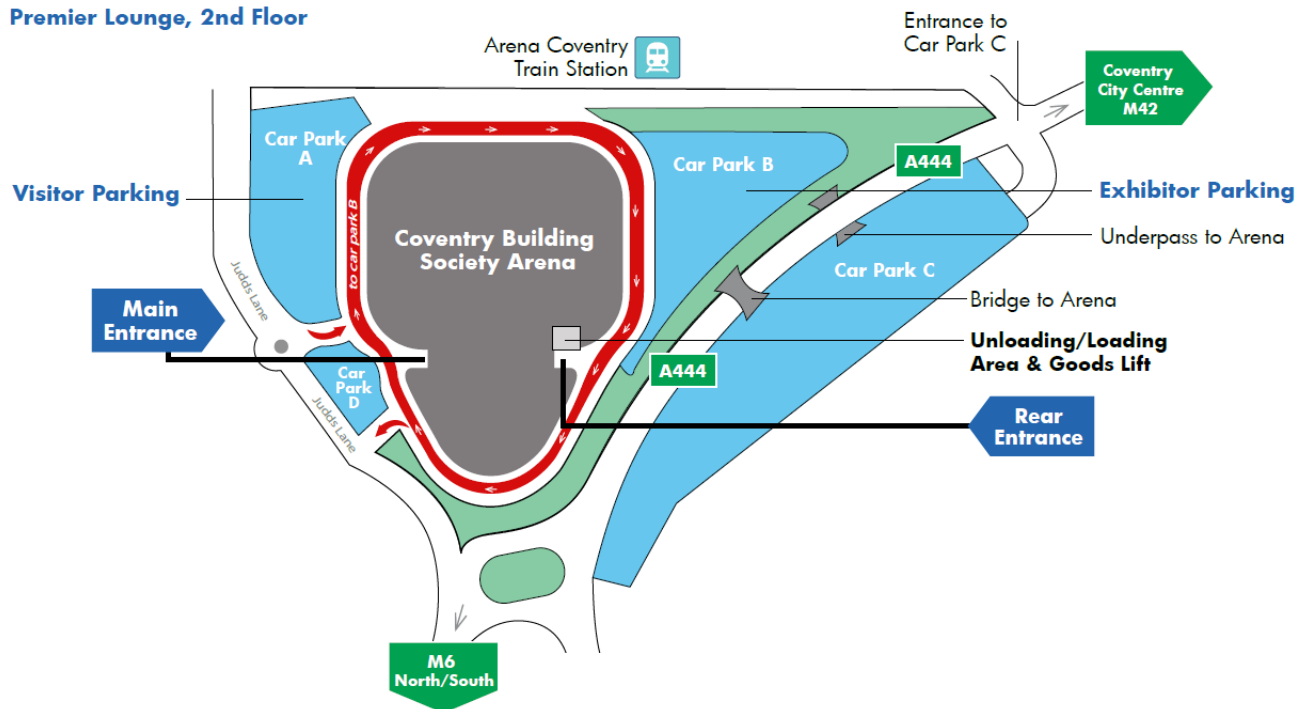 Premier Lounge, 2nd Floor
Arena Coventry
Train Station
Entrance to
Car Park C
Coventry
City Centre
M42
Car Park
A
Car Park B
A444
Visitor Parking
Exhibitor Parking
to car park B
Coventry Building
Society Arena
Underpass to Arena
Car Park C
Judds Lane
Bridge to Arena
Main
Entrance
Unloading/Loading
Area & Goods Lift
Car
Park
D
A444
Judds Lane
Rear
Entrance
M6
North/South